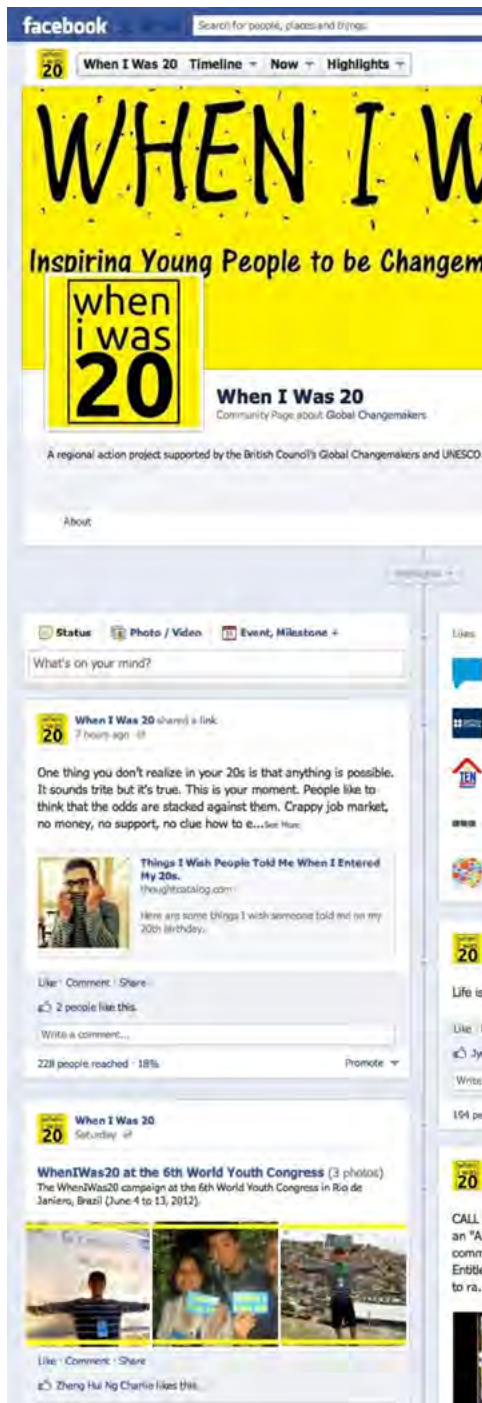 facebook
Search for people, places and things
when i was 20
When I Was 20 Timeline Now Highlights
WHEN I W
Inspiring Young People to be Changem
when
i was
20
When I Was 20
Community Page about Global Changemakers
A regional action project supported by the British Council's Global Changemakers and UNESCO
About
Highlights
Status Photo / Video Event, Milestone +
What's on your mind?
When I Was 20 shared a link
7 hours ago
One thing you don't realize in your 20s is that anything is possible.
It sounds trite but it's true. This is your moment. People like to
think that the odds are stacked against them. Crappy job market,
no money, no support, no clue how to e...See More
Things I Wish People Told Me When I Entered
My 20s.
thoughtcatalog.com
Here are some things I wish someone told me on my
20th birthday.
Like · Comment · Share
2 people like this.
Write a comment...
228 people reached · 18%
Promote
When I Was 20
Saturday
WhenIWas20 at the 6th World Youth Congress (3 photos)
The WhenIWas20 campaign at the 6th World Youth Congress in Rio de
Janiero, Brazil (June 4 to 13, 2012).
Like · Comment · Share
Zheng Hui Ng Charlie likes this.
Likes
TEN
20
Life is
Like ·
Jy
Write
194 pe
20
CALL
an "A
comm
Entitle
to ra.